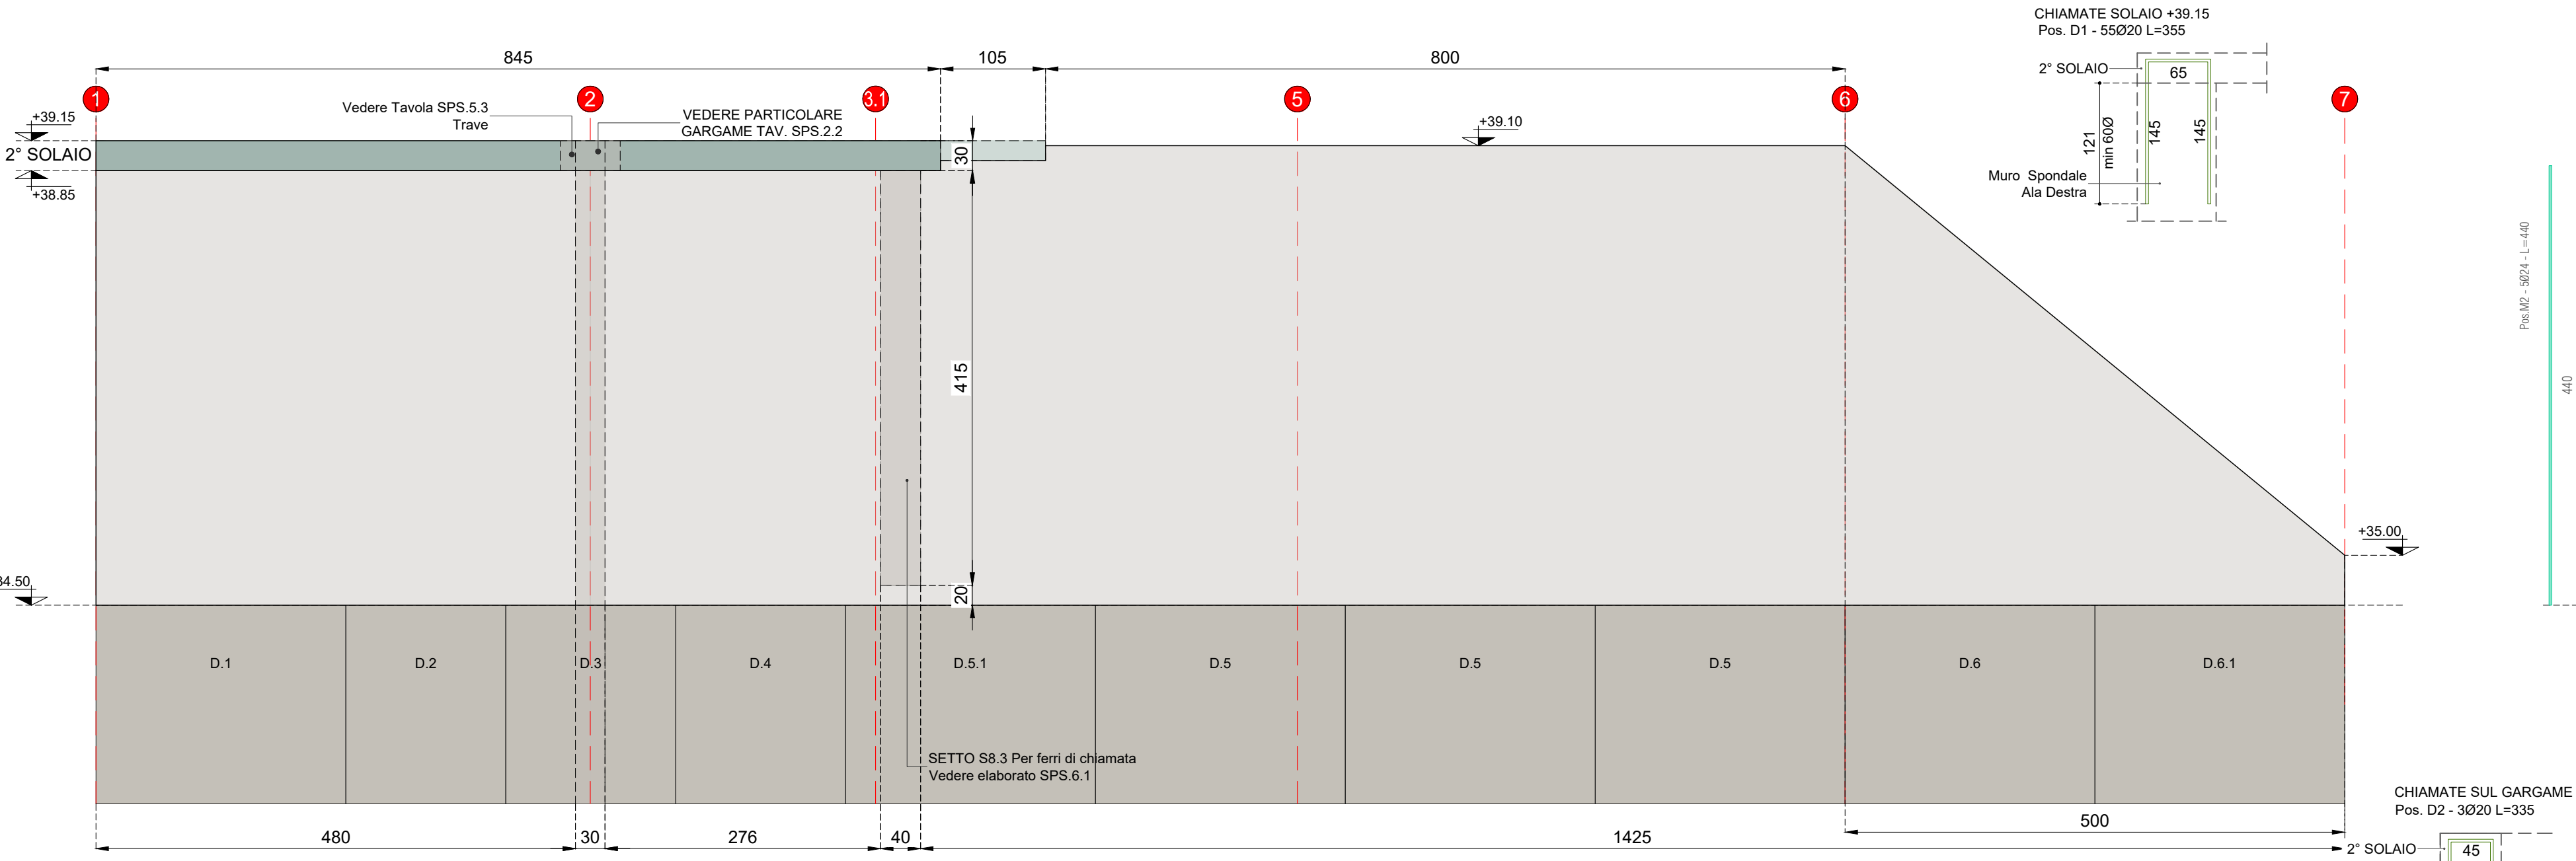 CHIAMATE SOLAIO +39.15
Pos. D1 - 55Ø20 L=355
845
105
800
2° SOLAIO
65
1
2
3.1
5
6
7
Vedere Tavola SPS.5.3
Trave
VEDERE PARTICOLARE
GARGAME TAV. SPS.2.2
+39.15
+39.10
121
min 60Ø
145
145
2° SOLAIO
30
Muro Spondale
Ala Destra
+38.85
Pos.M2 - 5Ø24 - L=440
415
440
+35.00
34.50
20
D.1
D.2
D.3
D.4
D.5.1
D.5
D.5
D.5
D.6
D.6.1
SETTO S8.3 Per ferri di chiamata
Vedere elaborato SPS.6.1
CHIAMATE SUL GARGAME
Pos. D2 - 3Ø20 L=335
480
30
276
40
1425
500
2° SOLAIO
45